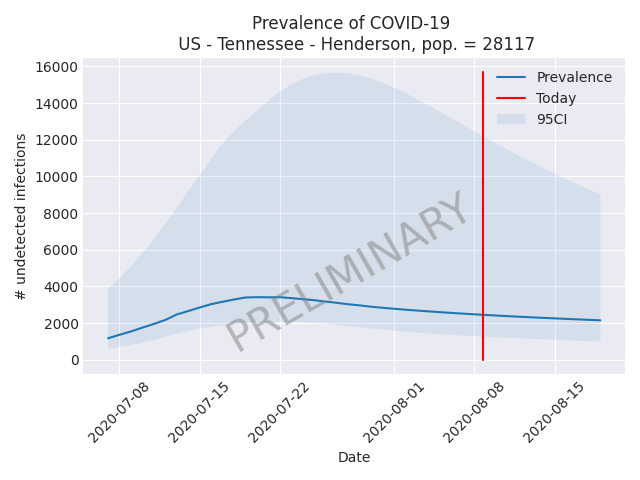 Prevalence of COVID-19
US - Tennessee - Henderson, pop. = 28117
16000
14000
12000
10000
8000
6000
4000
2000
0
# undetected infections
Prevalence
Today
95CI
PRELIMINARY
2020-07-08
2020-07-15
2020-07-22
2020-08-01
2020-08-08
2020-08-15
Date